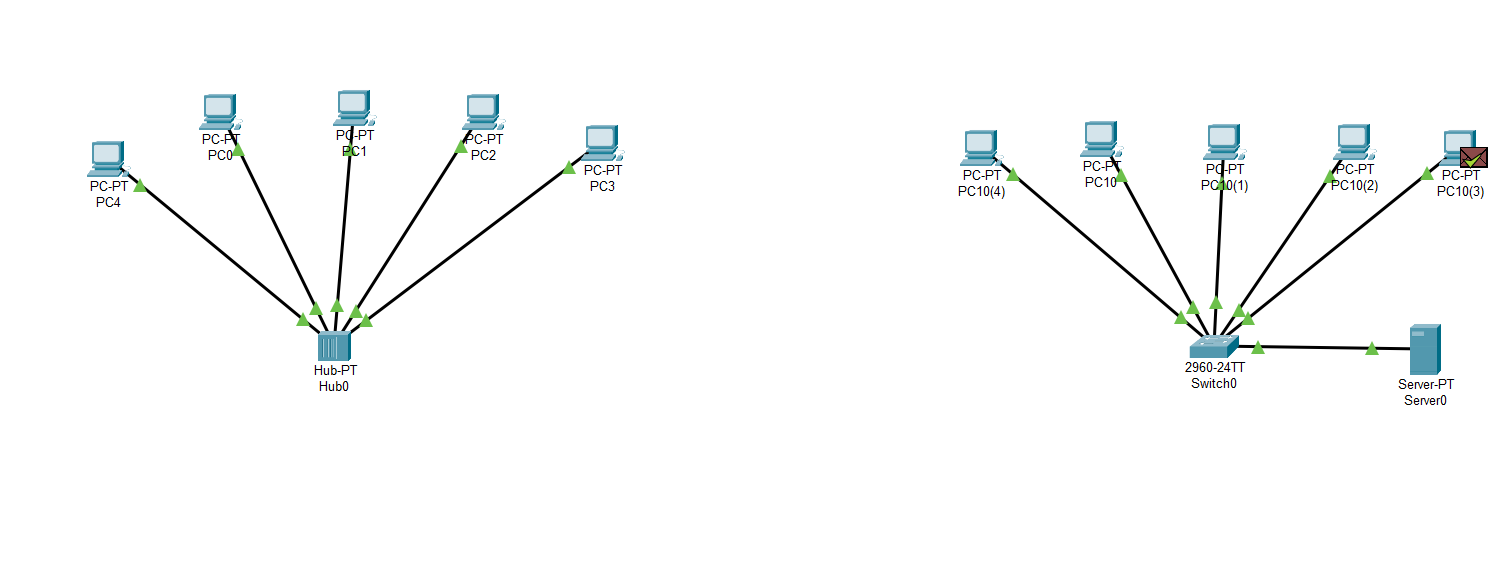 PC-PT
PC4
PC-PT
PC0
PC-PT
PC1
PC-PT
PC2
PC-PT
PC3
Hub-PT
Hub0
PC-PT
PC10(4)
PC-PT
PC10
PC-PT
PC10(1)
PC-PT
PC10(2)
PC-PT
PC10(3)
2960-24TT
Switch0
Server-PT
Server0